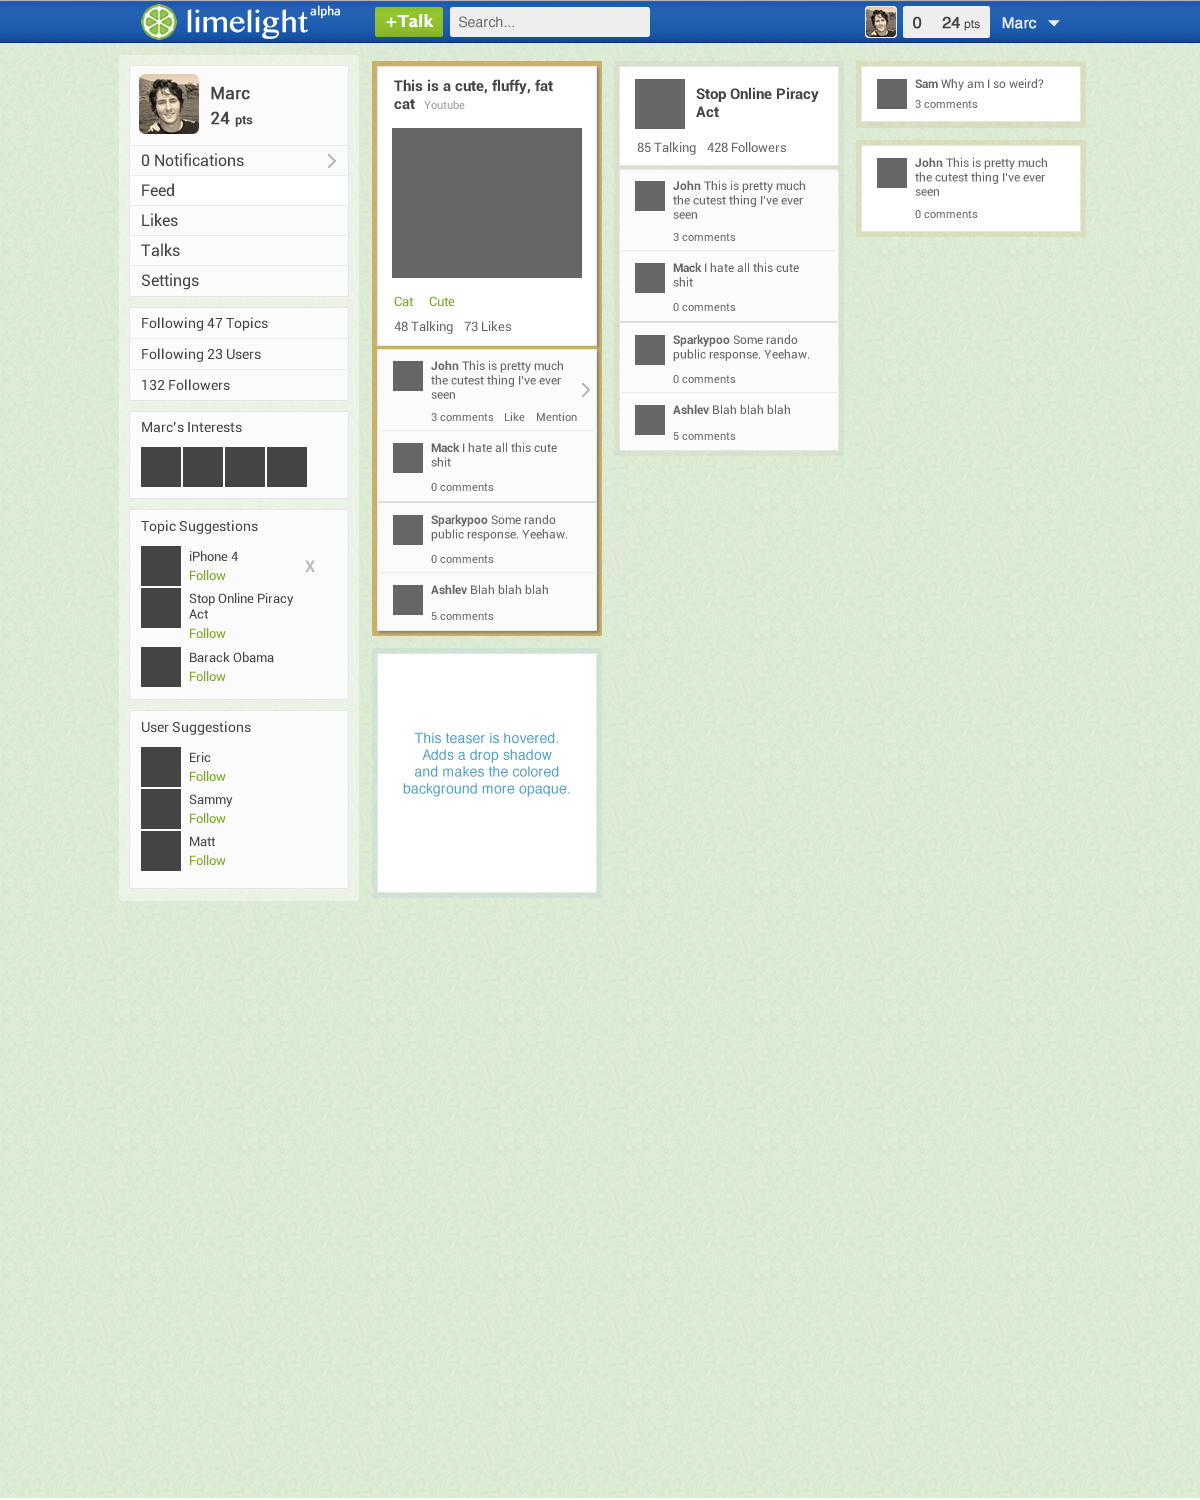 limelight alpha
+Talk
Search...
0 24 pts
Marc
Marc
24 pts
0 Notifications
Feed
Likes
Talks
Settings
Following 47 Topics
Following 23 Users
132 Followers
Marc's Interests
Topic Suggestions
iPhone 4
X
Follow
Stop Online Piracy
Act
Follow
Barack Obama
Follow
User Suggestions
Eric
Follow
Sammy
Follow
Matt
Follow
This is a cute, fluffy, fat
cat Youtube
Cat Cute
48 Talking 73 Likes
John This is pretty much
the cutest thing I've ever
seen
3 comments Like Mention
Mack I hate all this cute
shit
0 comments
Sparkypoo Some rando
public response. Yeehaw.
0 comments
Ashlev Blah blah blah
5 comments
This teaser is hovered.
Adds a drop shadow
and makes the colored
background more opaque.
Stop Online Piracy
Act
85 Talking 428 Followers
John This is pretty much
the cutest thing I've ever
seen
3 comments
Mack I hate all this cute
shit
0 comments
Sparkypoo Some rando
public response. Yeehaw.
0 comments
Ashlev Blah blah blah
5 comments
Sam Why am I so weird?
3 comments
John This is pretty much
the cutest thing I've ever
seen
0 comments